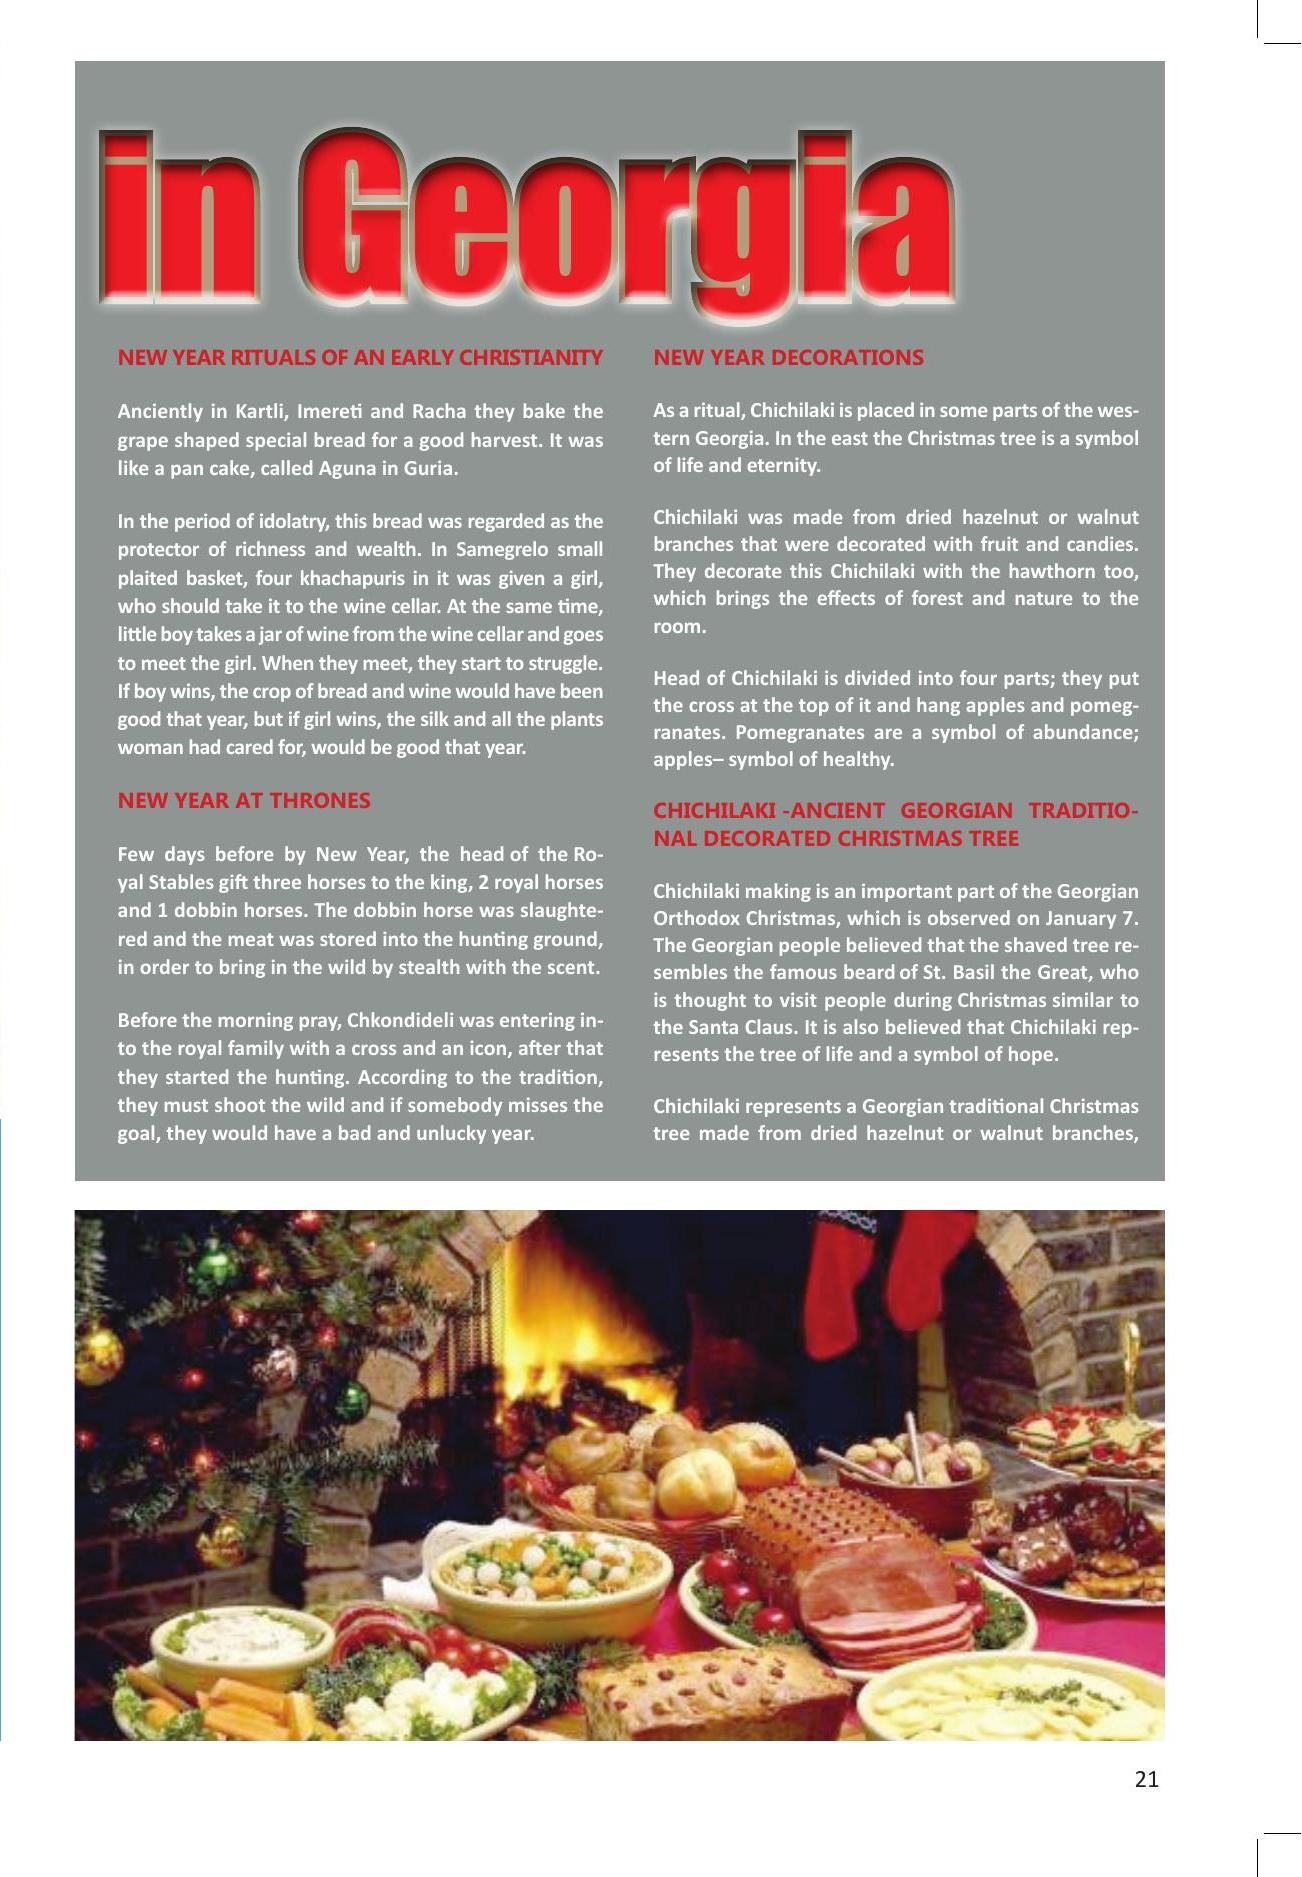 in Georgia
NEW YEAR RITUALS OF AN EARLY CHRISTIANITY
Anciently in Kartli, Imereti and Racha they bake the
grape shaped special bread for a good harvest. It was
like a pan cake, called Aguna in Guria.
In the period of idolatry, this bread was regarded as the
protector of richness and wealth. In Samegrelo small
plaited basket, four khachapuris in it was given a girl,
who should take it to the wine cellar. At the same time,
little boy takes a jar of wine from the wine cellar and goes
to meet the girl. When they meet, they start to struggle.
If boy wins, the crop of bread and wine would have been
good that year, but if girl wins, the silk and all the plants
woman had cared for, would be good that year.
NEW YEAR AT THRONES
Few days before by New Year, the head of the Ro-
yal Stables gift three horses to the king, 2 royal horses
and 1 dobbin horses. The dobbin horse was slaughte-
red and the meat was stored into the hunting ground,
in order to bring in the wild by stealth with the scent.
Before the morning pray, Chkondideli was entering in-
to the royal family with a cross and an icon, after that
they started the hunting. According to the tradition,
they must shoot the wild and if somebody misses the
goal, they would have a bad and unlucky year.
NEW YEAR DECORATIONS
As a ritual, Chichilaki is placed in some parts of the wes-
tern Georgia. In the east the Christmas tree is a symbol
of life and eternity.
Chichilaki was made from dried hazelnut or walnut
branches that were decorated with fruit and candies.
They decorate this Chichilaki with the hawthorn too,
which brings the effects of forest and nature to the
room.
Head of Chichilaki is divided into four parts; they put
the cross at the top of it and hang apples and pomeg-
ranates. Pomegranates are a symbol of abundance;
apples– symbol of healthy.
CHICHILAKI -ANCIENT GEORGIAN TRADITIO-
NAL DECORATED CHRISTMAS TREE
Chichilaki making is an important part of the Georgian
Orthodox Christmas, which is observed on January 7.
The Georgian people believed that the shaved tree re-
sembles the famous beard of St. Basil the Great, who
is thought to visit people during Christmas similar to
the Santa Claus. It is also believed that Chichilaki rep-
resents the tree of life and a symbol of hope.
Chichilaki represents a Georgian traditional Christmas
tree made from dried hazelnut or walnut branches,
21